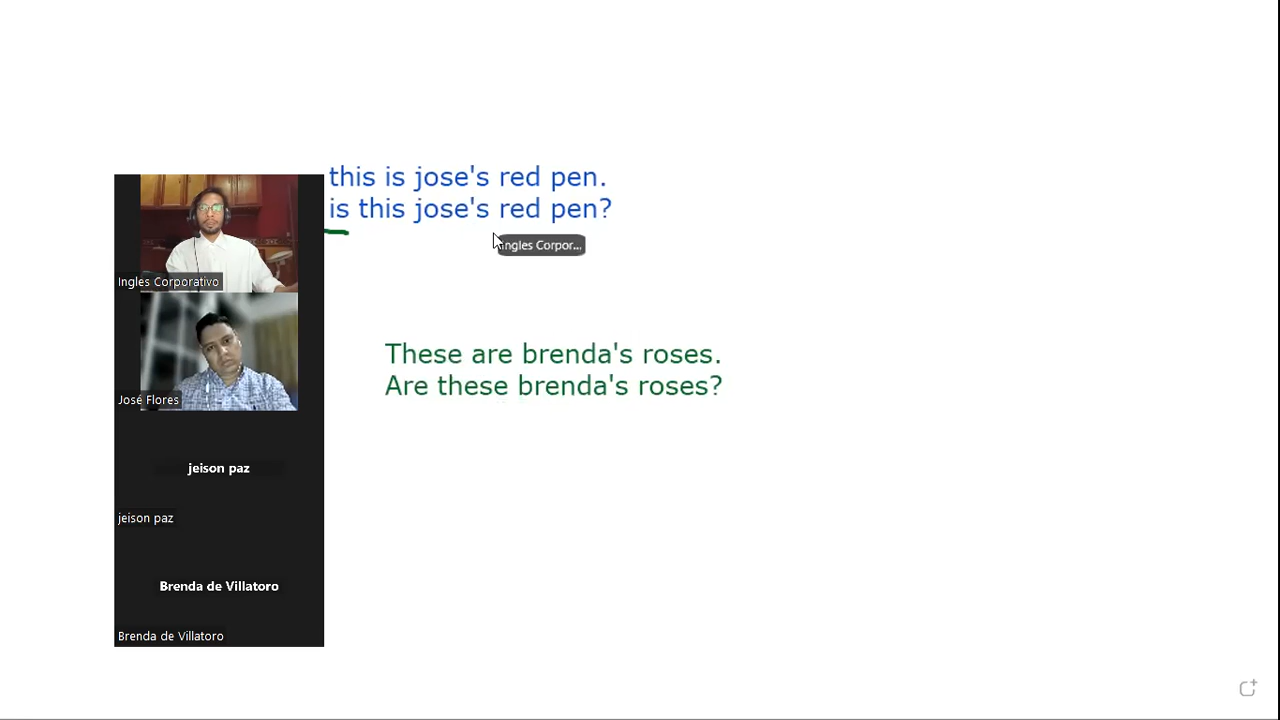 this is jose's red pen.
is this jose's red pen?
Ingles Corpor...
Ingles Corporativo
These are brenda's roses.
Are these brenda's roses?
José Flores
jeison paz
jeison paz
Brenda de Villatoro
Brenda de Villatoro